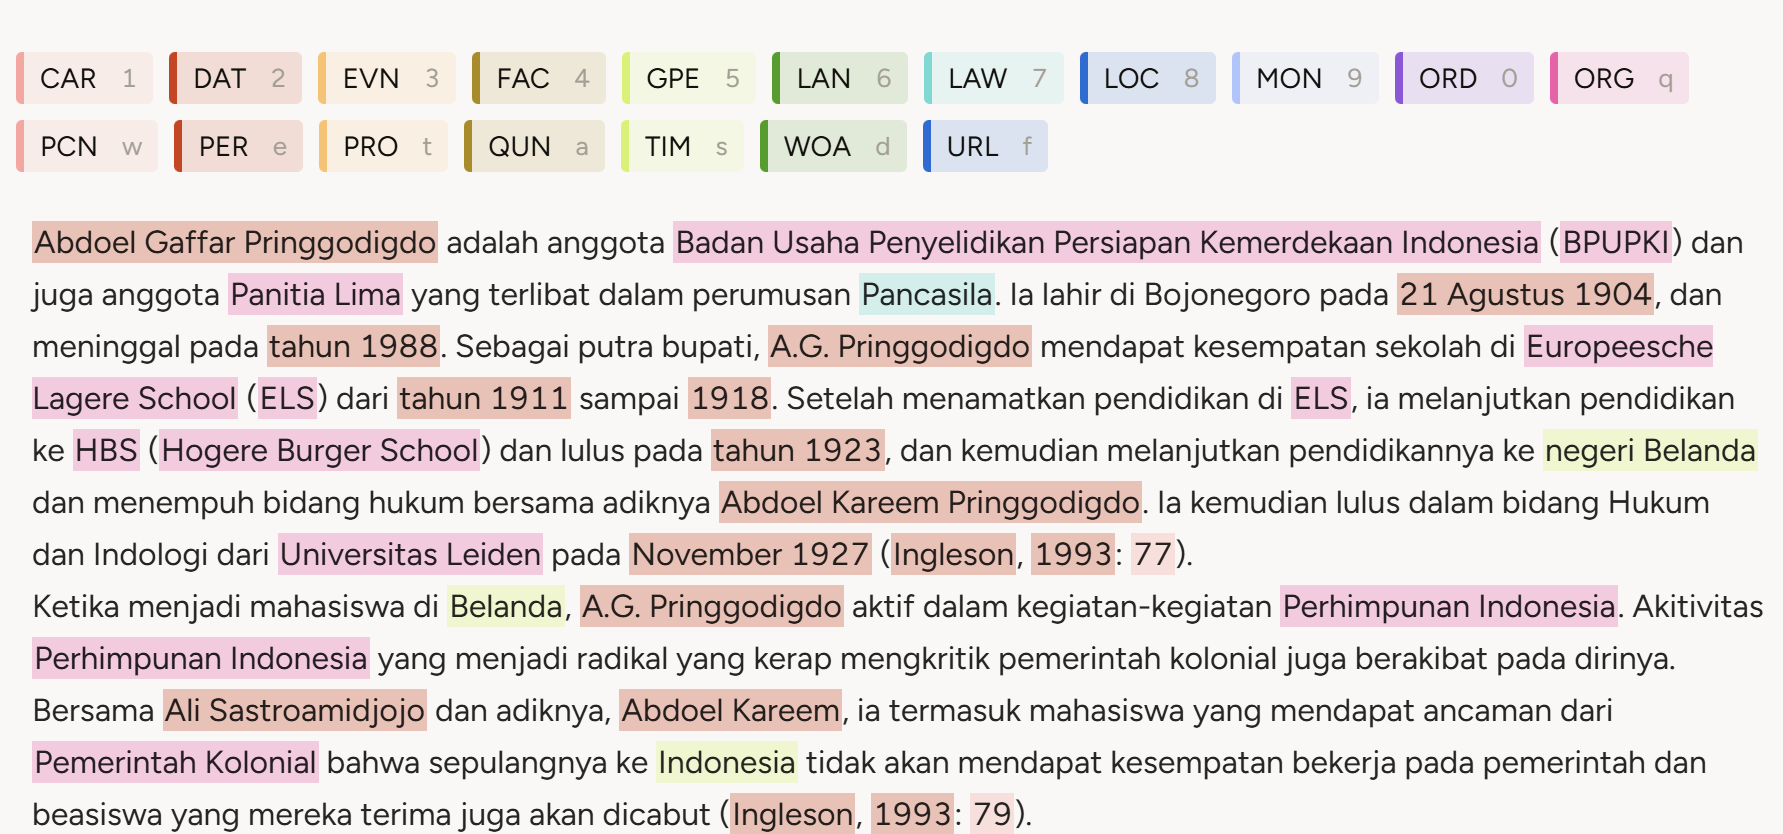 CAR 1 DAT 2 EVN 3 FAC 4 GPE 5 LAN 6 LAW 7 LOC 8 MON 9 ORD 0 ORG q
PCN w PER e PRO t QUN a TIM s WOA d URL f
Abdoel Gaffar Pringgodigdo adalah anggota Badan Usaha Penyelidikan Persiapan Kemerdekaan Indonesia (BPUPKI) dan
juga anggota Panitia Lima yang terlibat dalam perumusan Pancasila. Ia lahir di Bojonegoro pada 21 Agustus 1904, dan
meninggal pada tahun 1988. Sebagai putra bupati, A.G. Pringgodigdo mendapat kesempatan sekolah di Europeesche
Lagere School (ELS) dari tahun 1911 sampai 1918. Setelah menamatkan pendidikan di ELS, ia melanjutkan pendidikan
ke HBS (Hogere Burger School) dan lulus pada tahun 1923, dan kemudian melanjutkan pendidikannya ke negeri Belanda
dan menempuh bidang hukum bersama adiknya Abdoel Kareem Pringgodigdo. Ia kemudian lulus dalam bidang Hukum
dan Indologi dari Universitas Leiden pada November 1927 (Ingleson, 1993: 77).
Ketika menjadi mahasiswa di Belanda, A.G. Pringgodigdo aktif dalam kegiatan-kegiatan Perhimpunan Indonesia. Akitivitas
Perhimpunan Indonesia yang menjadi radikal yang kerap mengkritik pemerintah kolonial juga berakibat pada dirinya.
Bersama Ali Sastroamidjojo dan adiknya, Abdoel Kareem, ia termasuk mahasiswa yang mendapat ancaman dari
Pemerintah Kolonial bahwa sepulangnya ke Indonesia tidak akan mendapat kesempatan bekerja pada pemerintah dan
beasiswa yang mereka terima juga akan dicabut (Ingleson, 1993: 79).